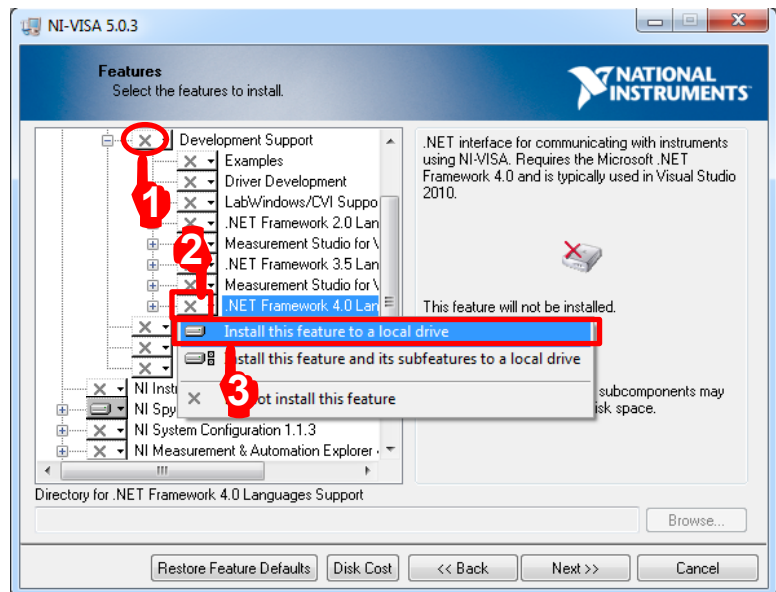 NI-VISA 5.0.3
Features
Select the features to install.
NATIONAL
INSTRUMENTS
Development Support
Examples
Driver Development
LabWindows/CVI Suppo
.NET Framework 2.0 Lan
Measurement Studio for \
.NET Framework 3.5 Lan
Measurement Studio for \
.NET Framework 4.0 Lan
1
2
Install this feature to a local drive
Install this feature and its subfeatures to a local drive
3
ot install this feature
NI Inst
NI Spy
NI System Configuration 1.1.3
NI Measurement & Automation Explorer
.NET interface for communicating with instruments
using NI-VISA. Requires the Microsoft .NET
Framework 4.0 and is typically used in Visual Studio
2010.
This feature will not be installed.
subcomponents may
isk space.
Directory for .NET Framework 4.0 Languages Support
Browse...
Restore Feature Defaults
Disk Cost
<< Back
Next >>
Cancel